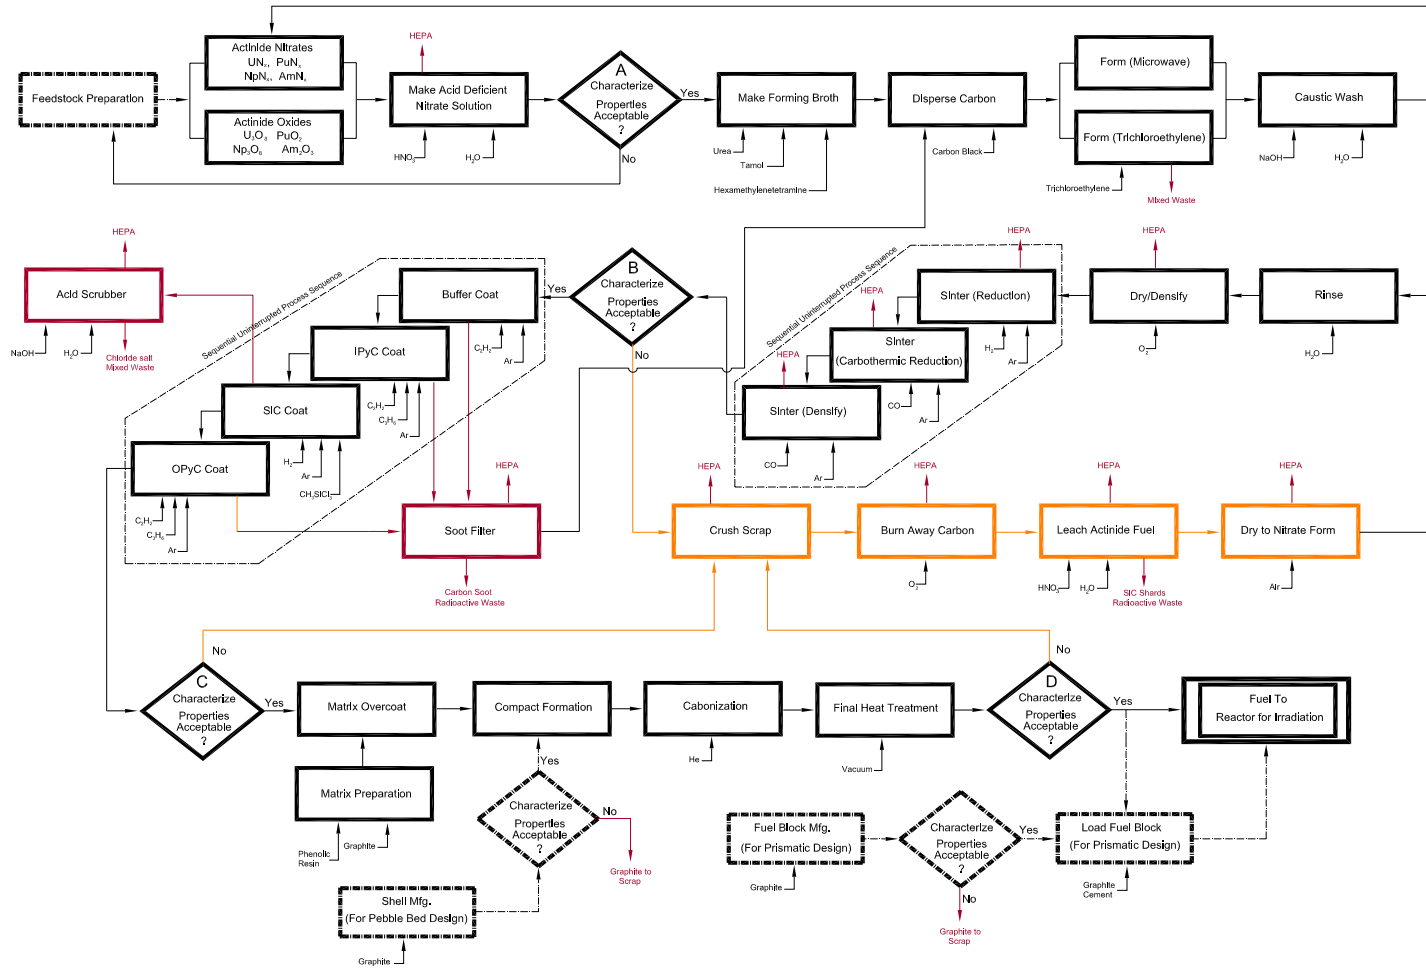 HEPA
Actinide Nitrates
UNₓ, PuNₓ
NpNₓ, AmNₓ
Feedstock Preparation
Actinide Oxides
U₃O₈ PuO₂
Np₃O₈ Am₂O₃
Make Acid Deficient
Nitrate Solution
HNO₃
H₂O
A
Characterize
Properties
Acceptable
?
Yes
No
Make Forming Broth
Urea
Tamol
Hexamethylenetetramine
Disperse Carbon
Carbon Black
Form (Microwave)
Form (Trichloroethylene)
Trichloroethylene
Mixed Waste
Caustic Wash
NaOH
H₂O
HEPA
Acid Scrubber
NaOH
H₂O
Chloride salt
Mixed Waste
Sequential Uninterrupted Process Sequence
Buffer Coat
C₂H₂
Ar
IPyC Coat
C₂H₂
C₃H₆
Ar
SiC Coat
H₂
Ar
CH₃SiCl₃
OPyC Coat
C₂H₂
C₃H₆
Ar
B
Characterize
Properties
Acceptable
?
Yes
No
Sequential Uninterrupted Process Sequence
HEPA
Sinter (Reduction)
H₂
Ar
HEPA
Sinter
(Carbothermic Reduction)
CO
Ar
HEPA
Sinter (Densify)
CO
Ar
HEPA
Dry/Densify
O₂
Rinse
H₂O
HEPA
Soot Filter
Carbon Soot
Radioactive Waste
HEPA
Crush Scrap
HEPA
Burn Away Carbon
O₂
HEPA
Leach Actinide Fuel
HNO₃
H₂O
SiC Shards
Radioactive Waste
HEPA
Dry to Nitrate Form
Air
No
C
Characterize
Properties
Acceptable
?
Yes
Matrix Overcoat
Matrix Preparation
Phenolic
Resin
Graphite
Compact Formation
Yes
Characterize
Properties
Acceptable
?
No
Graphite to
Scrap
Shell Mfg.
(For Pebble Bed Design)
Graphite
Cabonization
He
Final Heat Treatment
Vacuum
No
D
Characterize
Properties
Acceptable
?
Yes
Fuel To
Reactor for Irradiation
Fuel Block Mfg.
(For Prismatic Design)
Graphite
Characterize
Properties
Acceptable
?
Yes
No
Graphite to
Scrap
Load Fuel Block
(For Prismatic Design)
Graphite
Cement